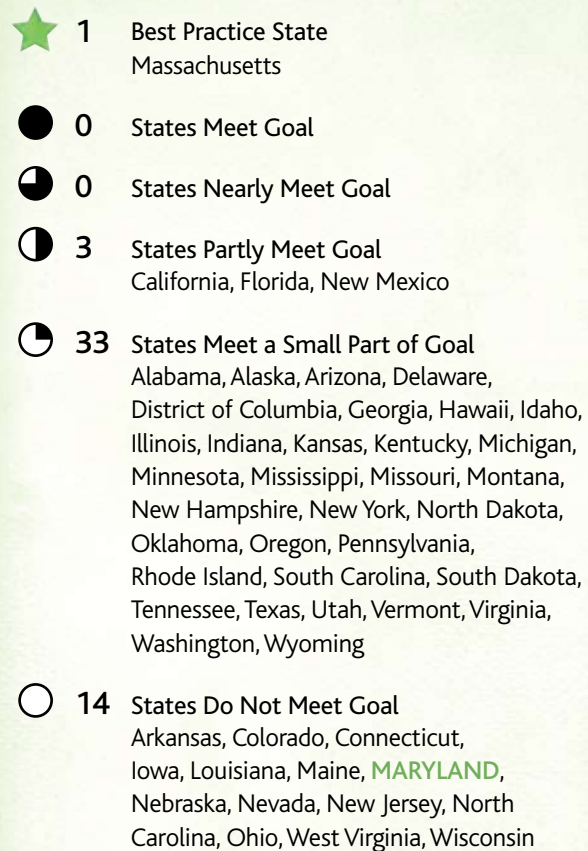 1 Best Practice State
Massachusetts
0 States Meet Goal
0 States Nearly Meet Goal
3 States Partly Meet Goal
California, Florida, New Mexico
33 States Meet a Small Part of Goal
Alabama, Alaska, Arizona, Delaware,
District of Columbia, Georgia, Hawaii, Idaho,
Illinois, Indiana, Kansas, Kentucky, Michigan,
Minnesota, Mississippi, Missouri, Montana,
New Hampshire, New York, North Dakota,
Oklahoma, Oregon, Pennsylvania,
Rhode Island, South Carolina, South Dakota,
Tennessee, Texas, Utah, Vermont, Virginia,
Washington, Wyoming
14 States Do Not Meet Goal
Arkansas, Colorado, Connecticut,
Iowa, Louisiana, Maine, MARYLAND,
Nebraska, Nevada, New Jersey, North
Carolina, Ohio, West Virginia, Wisconsin